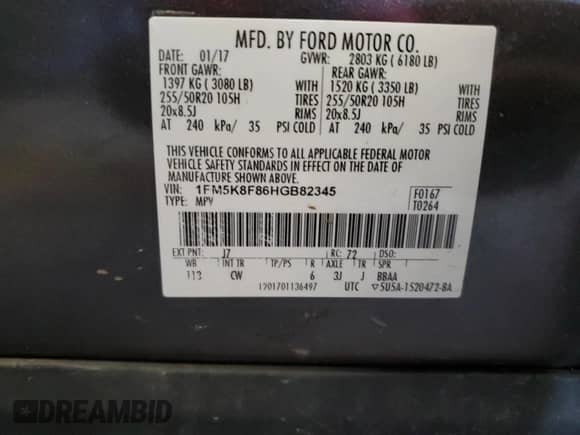 MFD. BY FORD MOTOR CO.
DATE: 01/17 GVWR: 2803 KG ( 6180 LB)
FRONT GAWR: REAR GAWR:
1397 KG ( 3080 LB) WITH 1520 KG ( 3350 LB) WITH
255/50R20 105H TIRES 255/50R20 105H TIRES
20x8.5J RIMS 20x8.5J RIMS
AT 240 kPa/ 35 PSI COLD AT 240 kPa/ 35 PSI COLD
THIS VEHICLE CONFORMS TO ALL APPLICABLE FEDERAL MOTOR
VEHICLE SAFETY STANDARDS IN EFFECT ON THE DATE OF
MANUFACTURE SHOWN ABOVE.
VIN: 1FM5K8F86HGB82345 F0167
TYPE: MPV T0264
EXT PNT: J7 RC: 72 DSO:
WB INT TR TP/PS R AXLE TR SPR
113 CW 6 3J J BBAA
1201701136497 UTC ▽5U5A-1520472-BA
DREAMBID